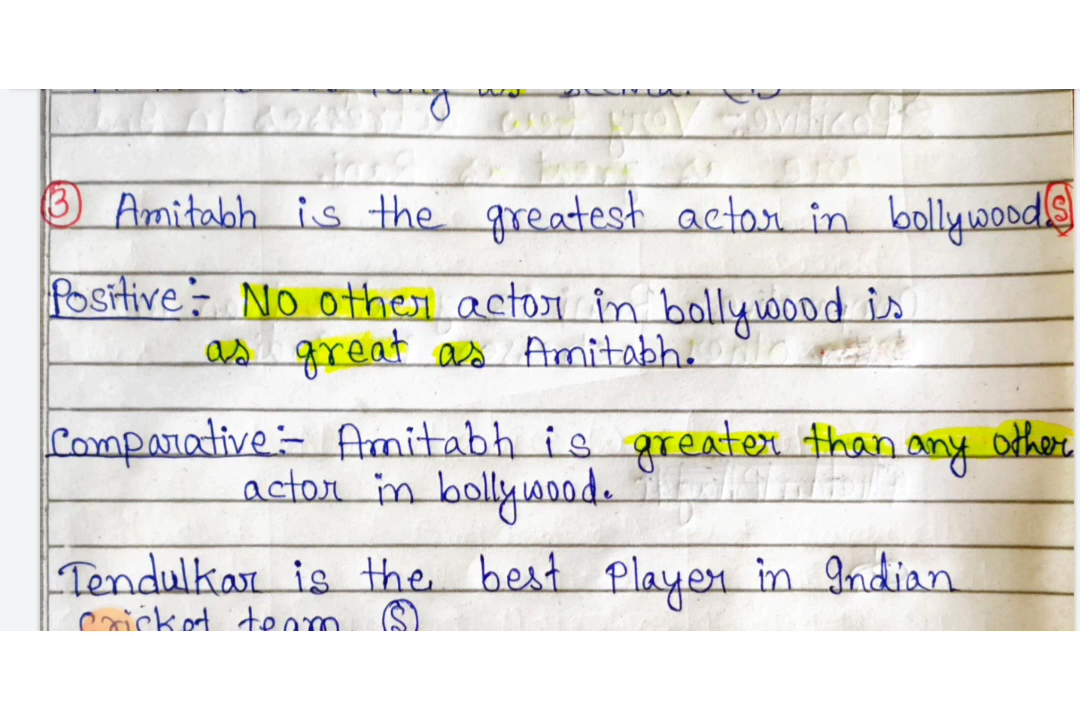 ③ Amitabh is the greatest actor in bollywood. Ⓢ
Positive:- No other actor in bollywood is
as great as Amitabh.
Comparative:- Amitabh is greater than any other
actor in bollywood.
Tendulkar is the best player in Indian
cricket team Ⓢ